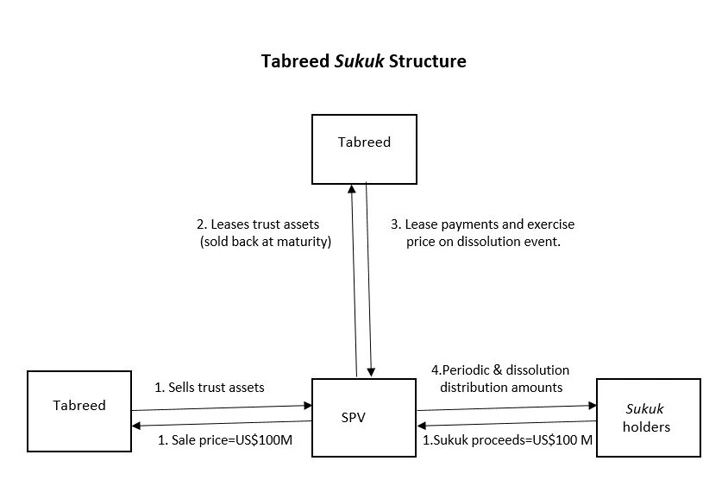 Tabreed Sukuk Structure
Tabreed
2. Leases trust assets
(sold back at maturity)
3. Lease payments and exercise
price on dissolution event.
4.Periodic & dissolution
distribution amounts
1. Sells trust assets
Tabreed
SPV
Sukuk
holders
1. Sale price=US$100M
1.Sukuk proceeds=US$100 M